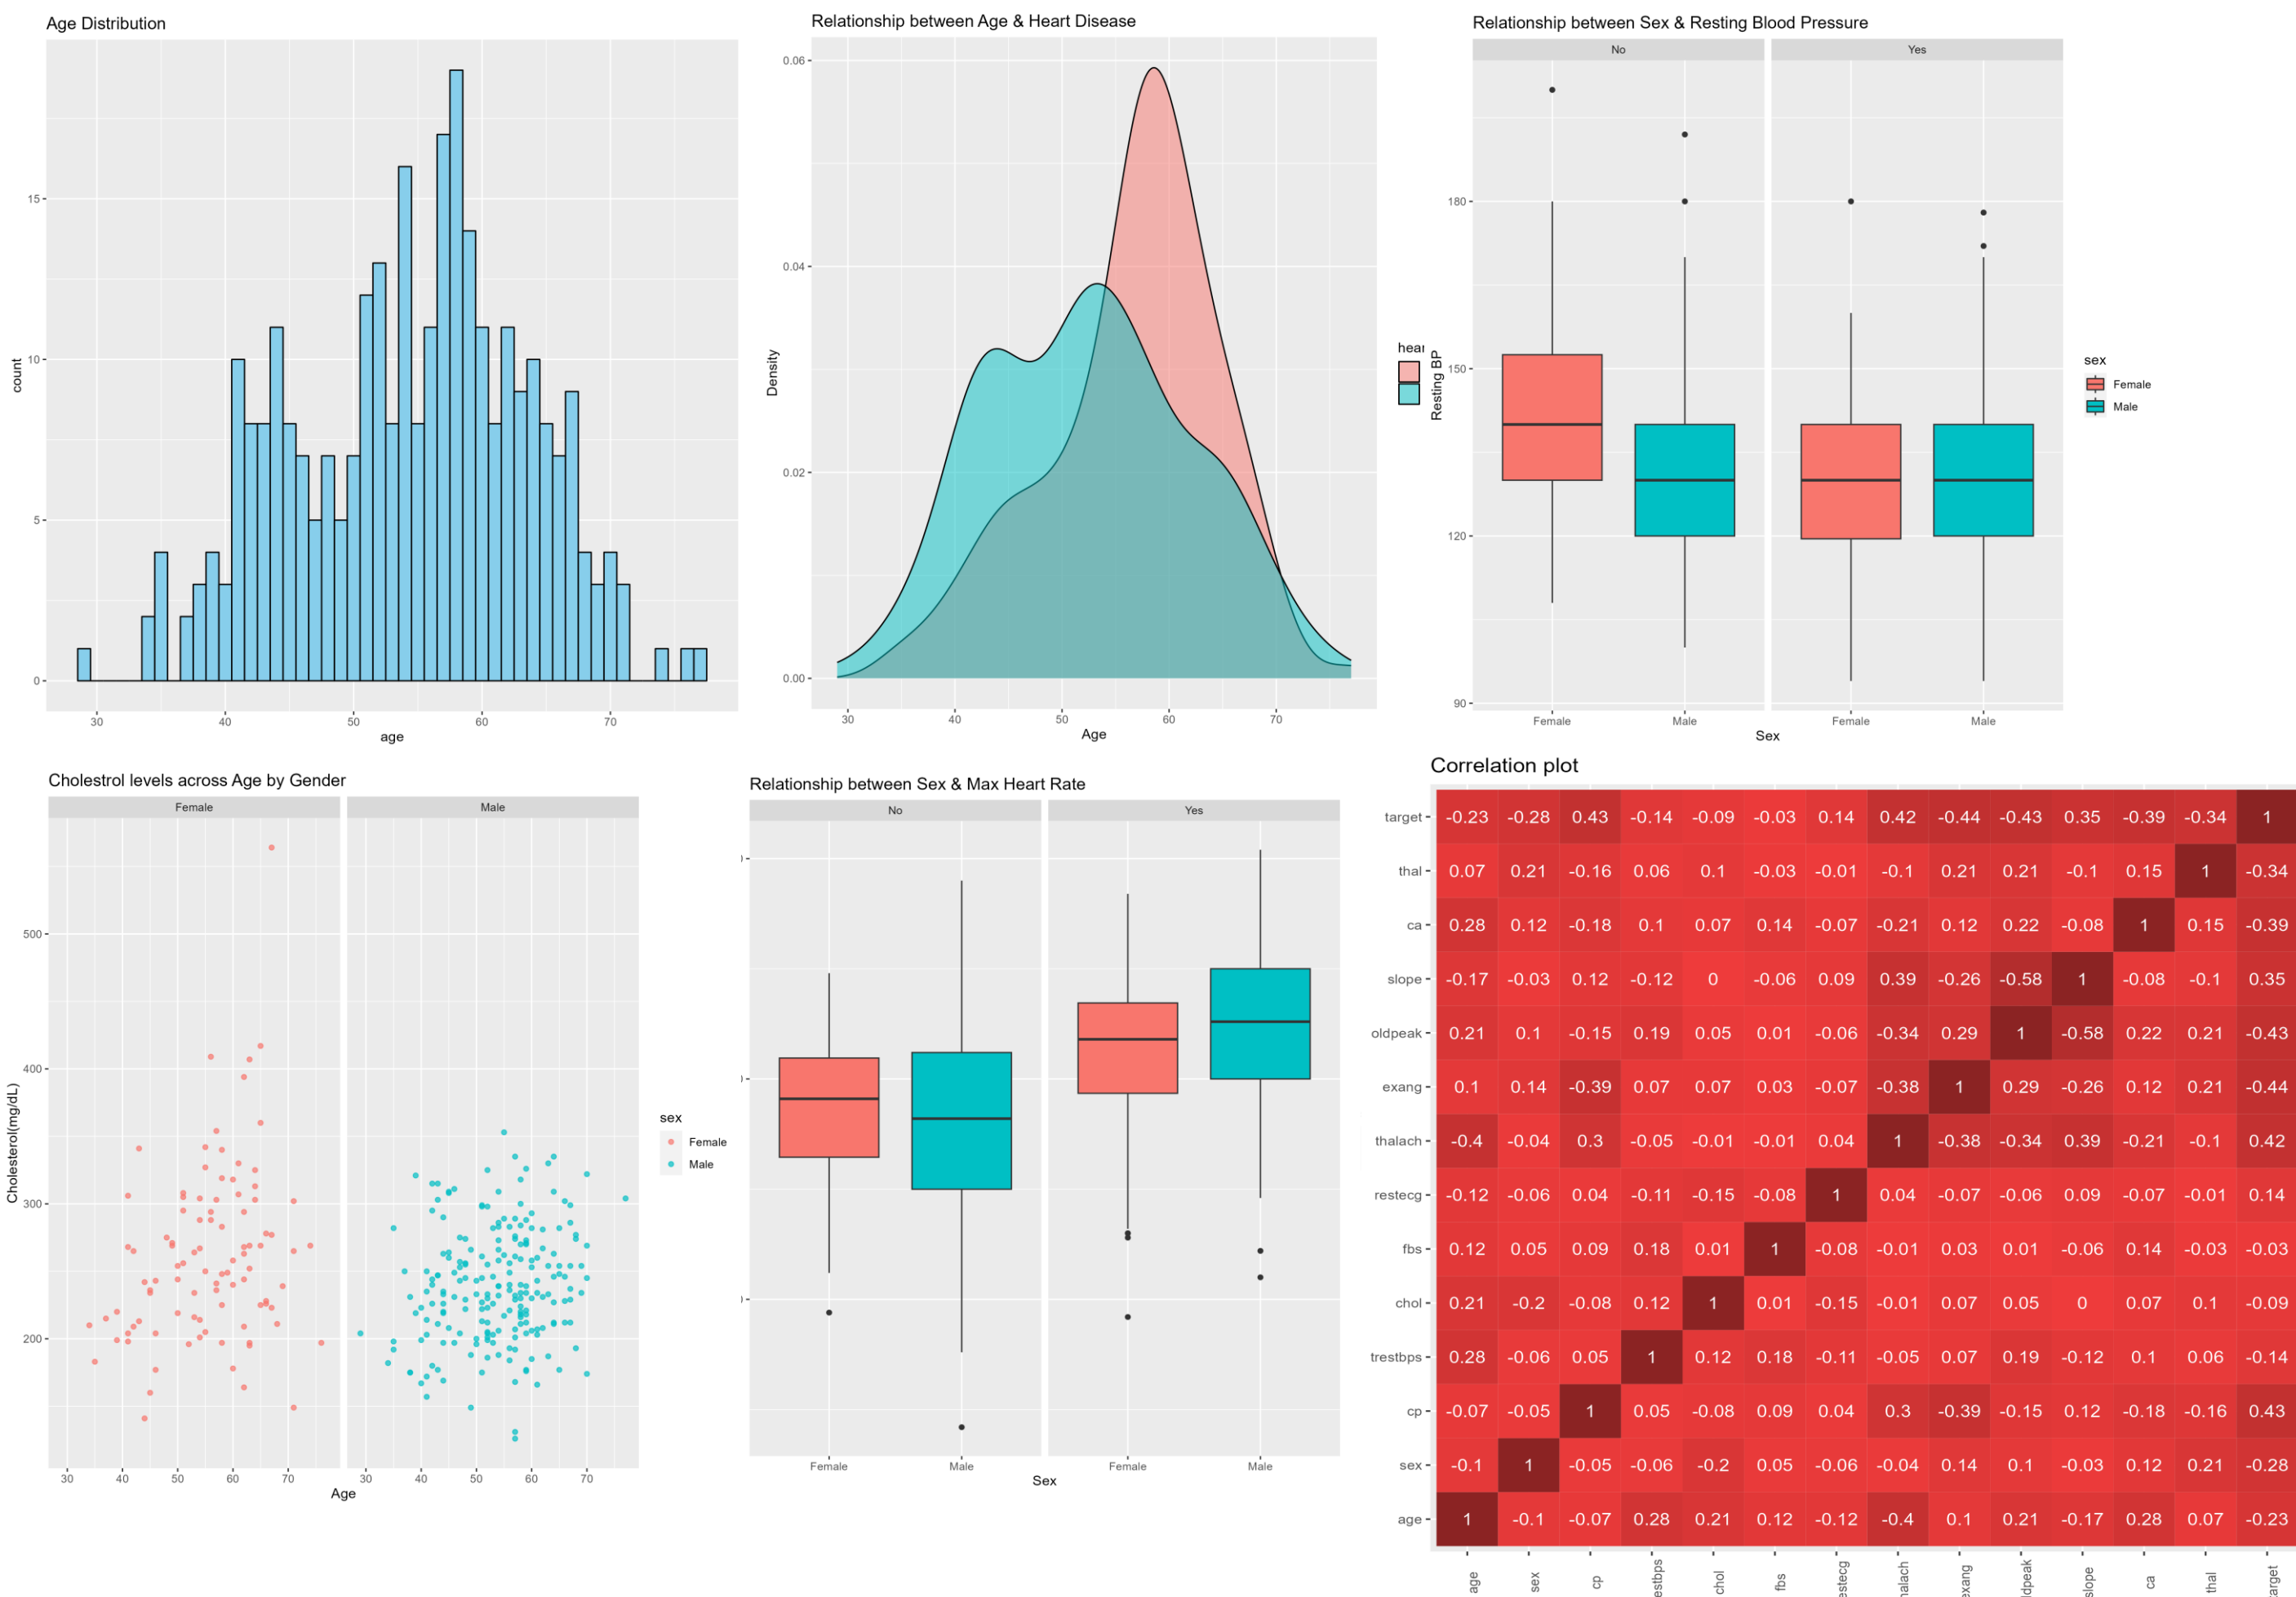 Age Distribution
count
15
10
5
0
30 40 50 60 70
age
Relationship between Age & Heart Disease
Density
0.06
0.04
0.02
0.00
30 40 50 60 70
Age
hear
Relationship between Sex & Resting Blood Pressure
No Yes
Resting BP
180
150
120
90
Female Male Female Male
Sex
sex
Female
Male
Cholestrol levels across Age by Gender
Female Male
Cholesterol(mg/dL)
500
400
300
200
30 40 50 60 70 30 40 50 60 70
Age
sex
Female
Male
Relationship between Sex & Max Heart Rate
No Yes
Female Male Female Male
Sex
Correlation plot
target -0.23 -0.28 0.43 -0.14 -0.09 -0.03 0.14 0.42 -0.44 -0.43 0.35 -0.39 -0.34 1
thal 0.07 0.21 -0.16 0.06 0.1 -0.03 -0.01 -0.1 0.21 0.21 -0.1 0.15 1 -0.34
ca 0.28 0.12 -0.18 0.1 0.07 0.14 -0.07 -0.21 0.12 0.22 -0.08 1 0.15 -0.39
slope -0.17 -0.03 0.12 -0.12 0 -0.06 0.09 0.39 -0.26 -0.58 1 -0.08 -0.1 0.35
oldpeak 0.21 0.1 -0.15 0.19 0.05 0.01 -0.06 -0.34 0.29 1 -0.58 0.22 0.21 -0.43
exang 0.1 0.14 -0.39 0.07 0.07 0.03 -0.07 -0.38 1 0.29 -0.26 0.12 0.21 -0.44
thalach -0.4 -0.04 0.3 -0.05 -0.01 -0.01 0.04 1 -0.38 -0.34 0.39 -0.21 -0.1 0.42
restecg -0.12 -0.06 0.04 -0.11 -0.15 -0.08 1 0.04 -0.07 -0.06 0.09 -0.07 -0.01 0.14
fbs 0.12 0.05 0.09 0.18 0.01 1 -0.08 -0.01 0.03 0.01 -0.06 0.14 -0.03 -0.03
chol 0.21 -0.2 -0.08 0.12 1 0.01 -0.15 -0.01 0.07 0.05 0 0.07 0.1 -0.09
trestbps 0.28 -0.06 0.05 1 0.12 0.18 -0.11 -0.05 0.07 0.19 -0.12 0.1 0.06 -0.14
cp -0.07 -0.05 1 0.05 -0.08 0.09 0.04 0.3 -0.39 -0.15 0.12 -0.18 -0.16 0.43
sex -0.1 1 -0.05 -0.06 -0.2 0.05 -0.06 -0.04 0.14 0.1 -0.03 0.12 0.21 -0.28
age 1 -0.1 -0.07 0.28 0.21 0.12 -0.12 -0.4 0.1 0.21 -0.17 0.28 0.07 -0.23
age sex cp estbps chol fbs estecg nalach exang ldpeak slope ca thal target